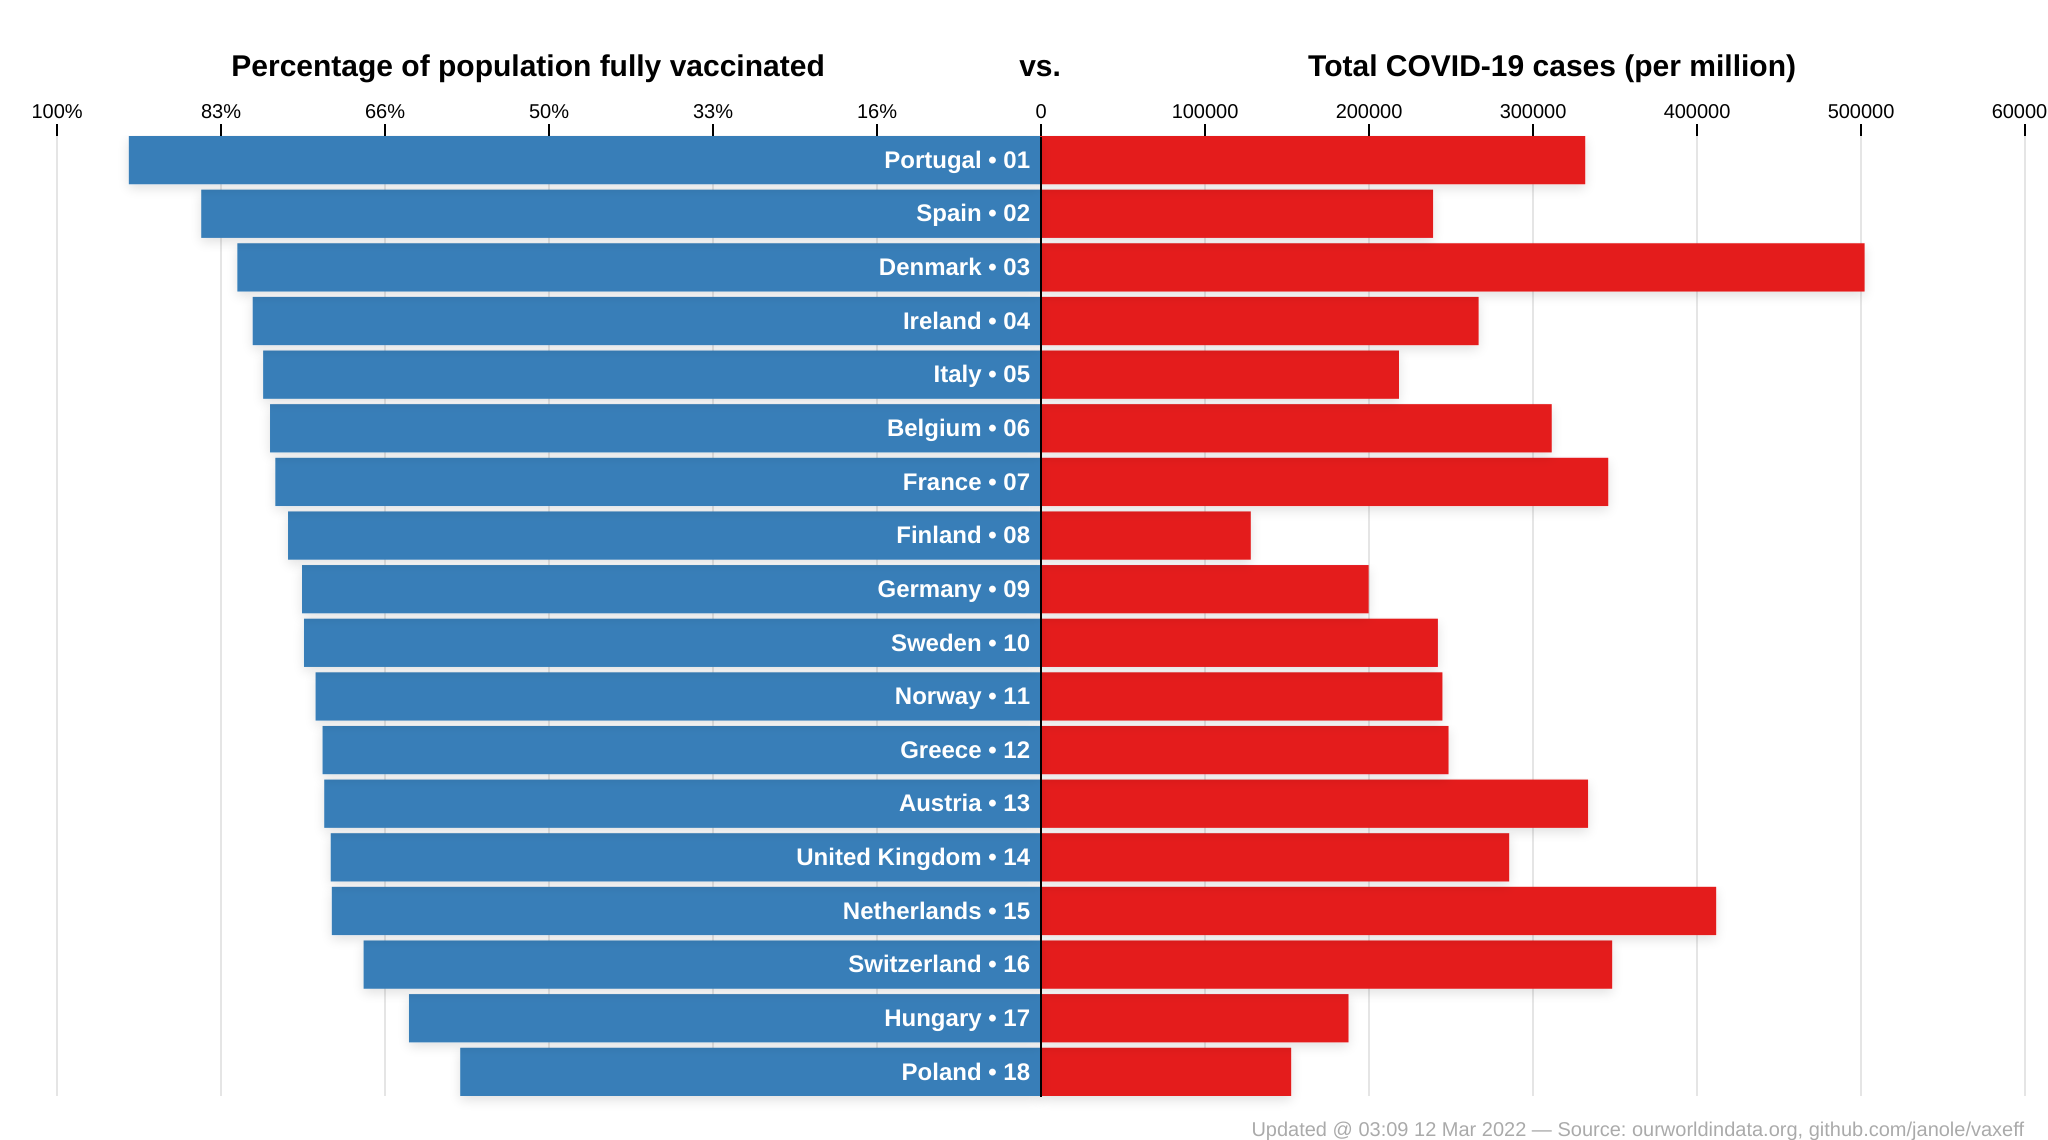 Percentage of population fully vaccinated vs. Total COVID-19 cases (per million)
100% 83% 66% 50% 33% 16% 0 100000 200000 300000 400000 500000 60000
Portugal • 01
Spain • 02
Denmark • 03
Ireland • 04
Italy • 05
Belgium • 06
France • 07
Finland • 08
Germany • 09
Sweden • 10
Norway • 11
Greece • 12
Austria • 13
United Kingdom • 14
Netherlands • 15
Switzerland • 16
Hungary • 17
Poland • 18
Updated @ 03:09 12 Mar 2022 — Source: ourworldindata.org, github.com/janole/vaxeff